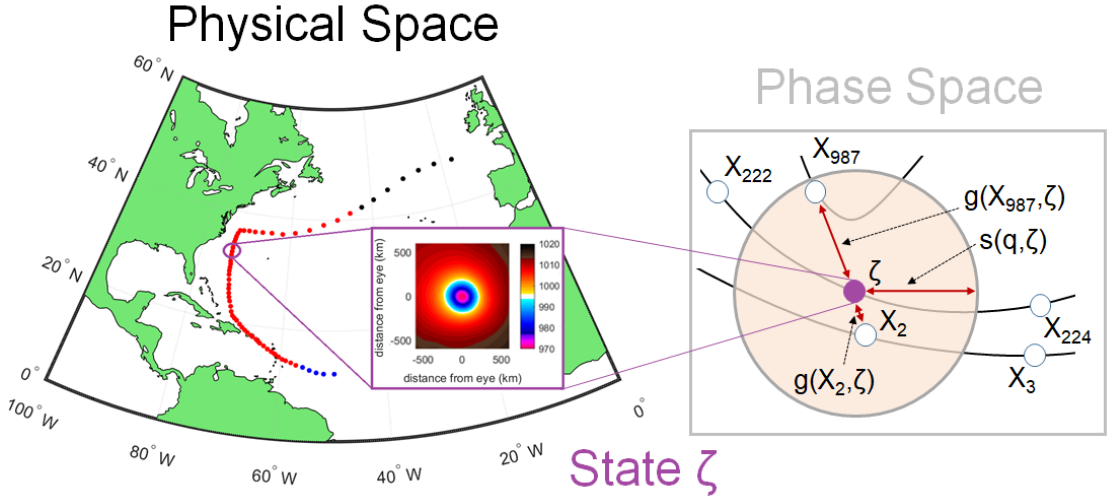 Physical Space
60° N
40° N
20° N
0°
100° W
80° W
60° W
40° W
20° W
0°
distance from eye (km)
500
0
-500
-500
0
500
distance from eye (km)
1020
1010
1000
990
980
970
State ζ
Phase Space
X987
X222
g(X987,ζ)
s(q,ζ)
ζ
X2
X224
X3
g(X2,ζ)